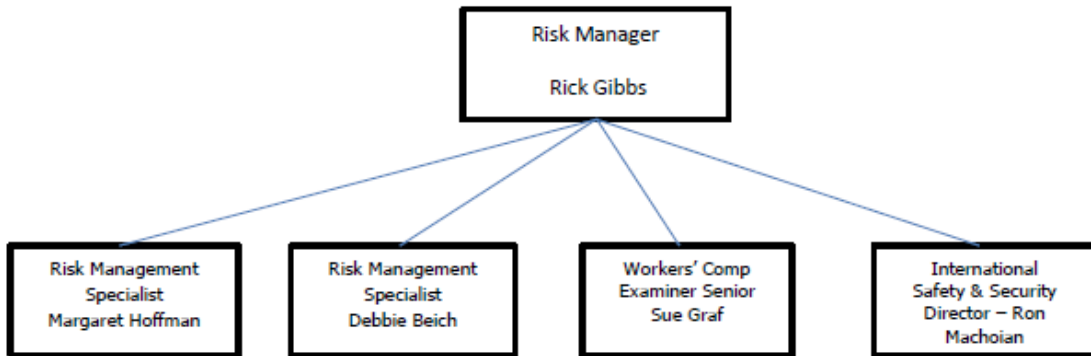 Risk Manager
Rick Gibbs
Risk Management
Specialist
Margaret Hoffman
Risk Management
Specialist
Debbie Beich
Workers’ Comp
Examiner Senior
Sue Graf
International
Safety & Security
Director – Ron
Machoian